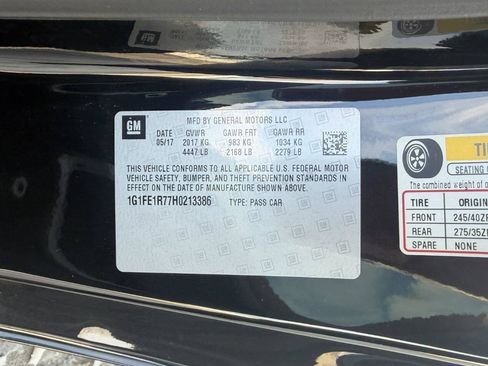 GM
MFD BY GENERAL MOTORS LLC
DATE GVWR GAWR FRT GAWR RR
05/17 2017 KG 983 KG 1034 KG
4447 LB 2168 LB 2279 LB
THIS VEHICLE CONFORMS TO ALL APPLICABLE U.S. FEDERAL MOTOR
VEHICLE SAFETY, BUMPER, AND THEFT PREVENTION STANDARDS IN
EFFECT ON THE DATE OF MANUFACTURE SHOWN ABOVE.
1G1FE1R77H0213386 TYPE: PASS CAR
SEATING
The combined weight of
TIRE ORIGIN
FRONT 245/40ZR
REAR 275/35Z
SPARE NONE